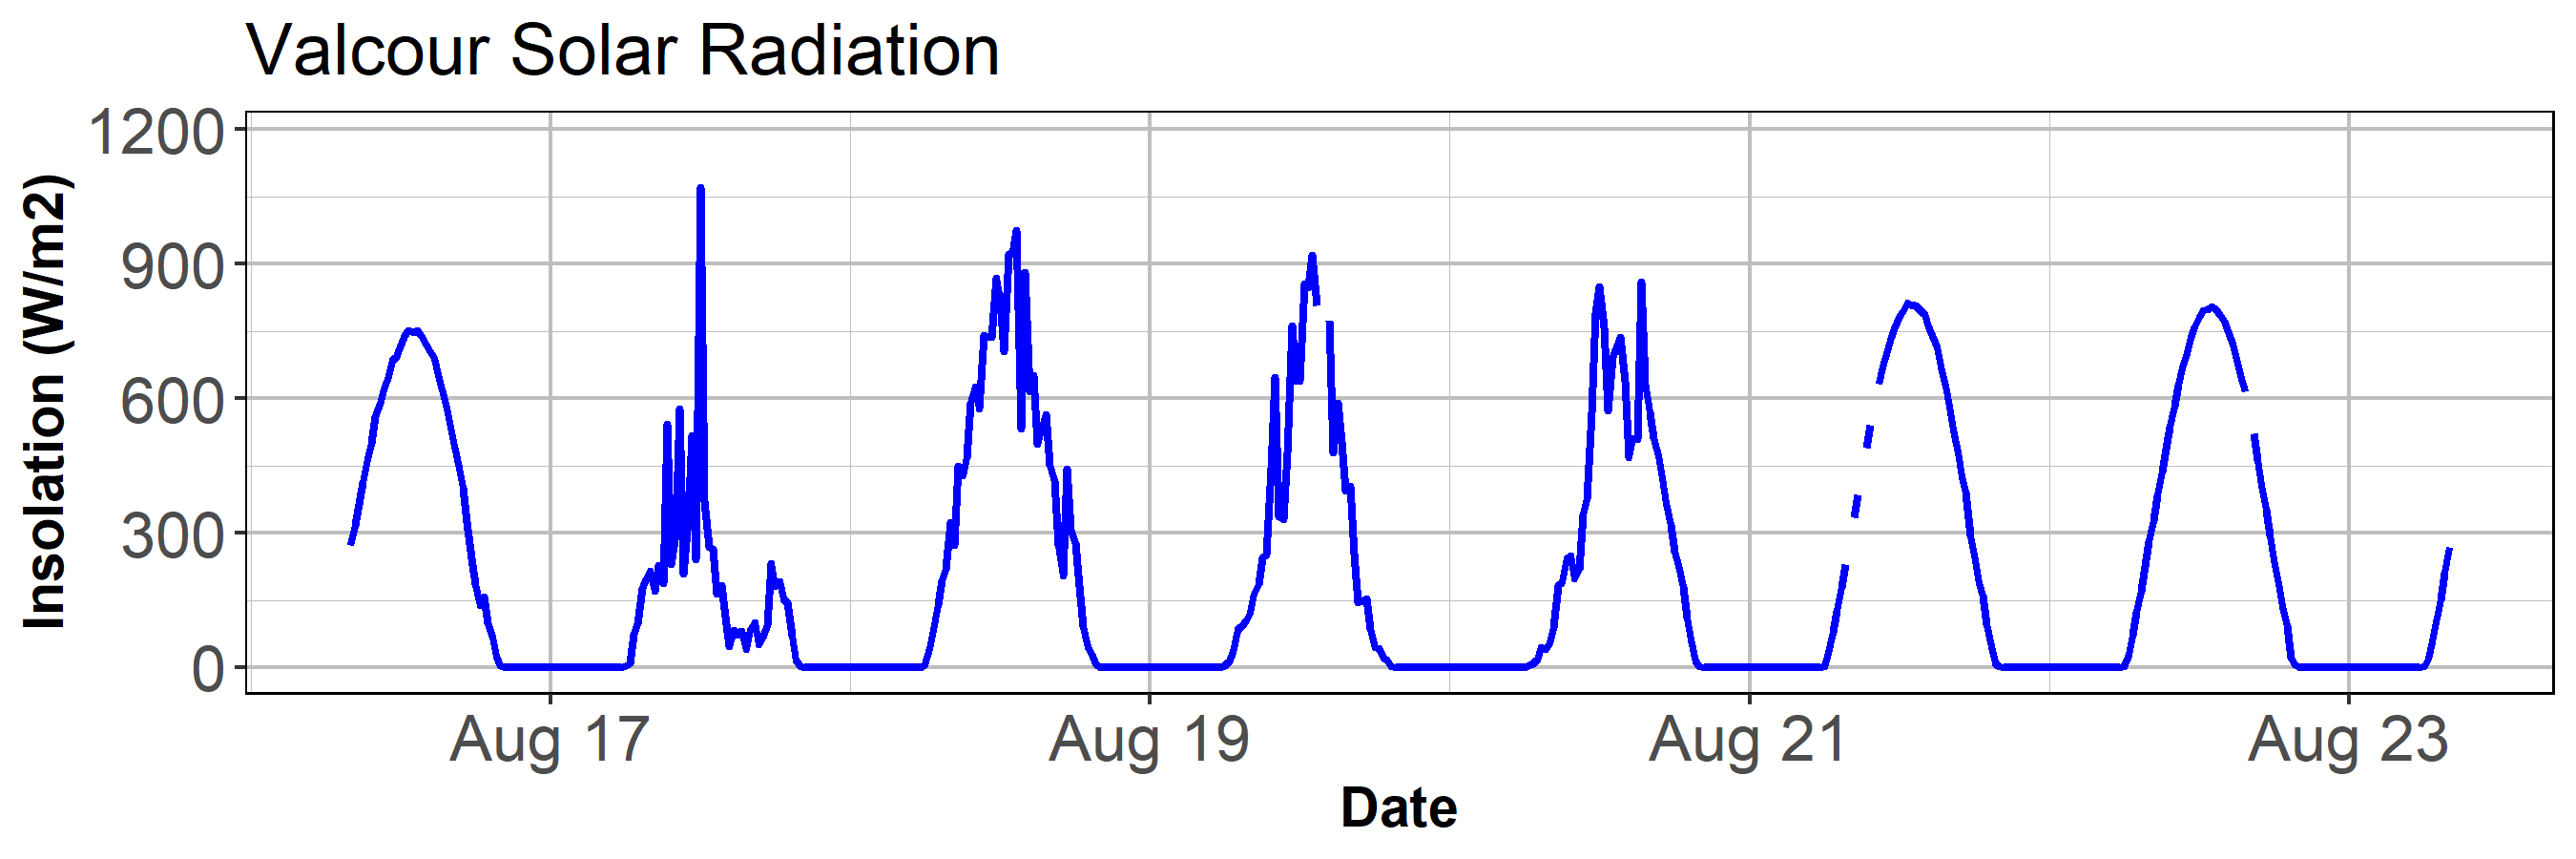 Valcour Solar Radiation
1200
900
600
300
0
Insolation (W/m2)
Aug 17 Aug 19 Aug 21 Aug 23
Date